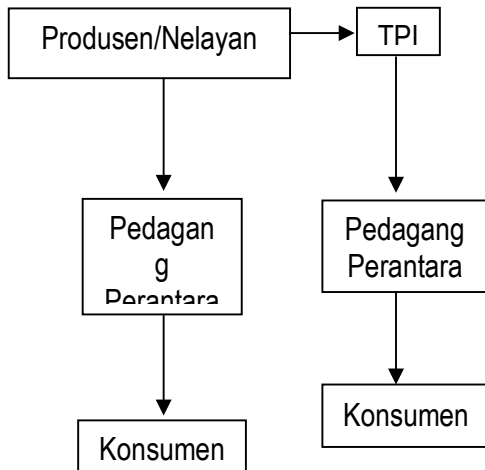 Produsen/Nelayan
TPI
Pedagan
g
Perantara
Pedagang
Perantara
Konsumen
Konsumen